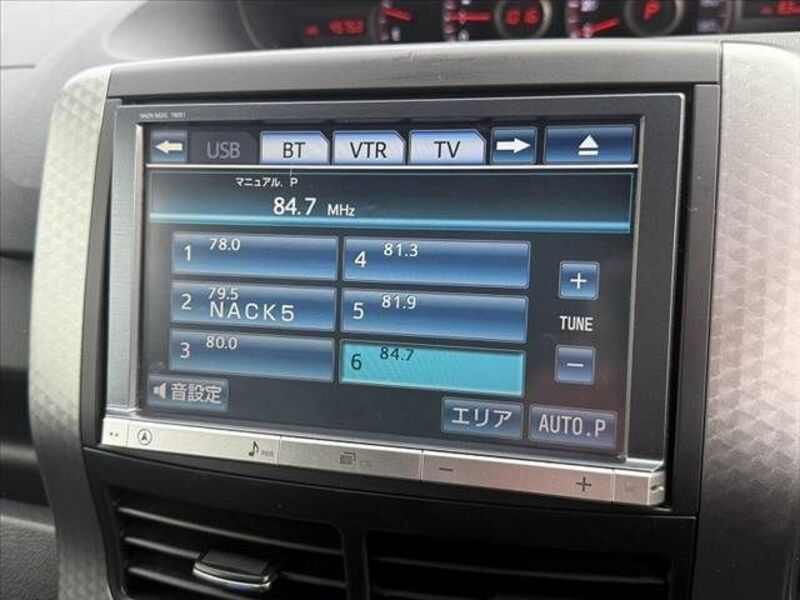 1016
P
USB BT VTR TV
マニュアル. P
84.7 MHz
1 78.0
4 81.3
2 79.5 NACK5
5 81.9
3 80.0
6 84.7
+
TUNE
−
音設定
エリア
AUTO.P
− +